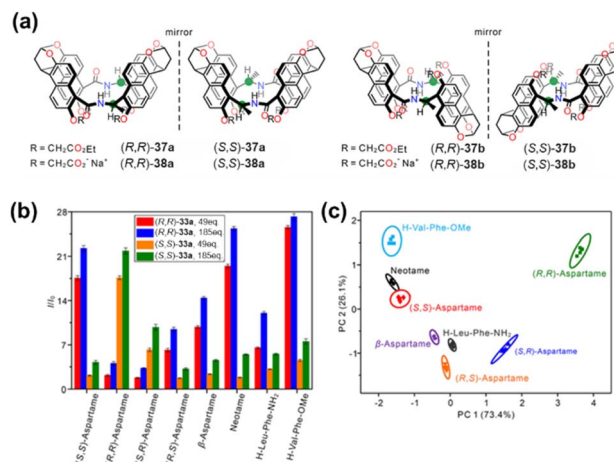 (a)
mirror
mirror
R = CH₂CO₂Et (R,R)-37a (S,S)-37a R = CH₂CO₂Et (R,R)-37b (S,S)-37b
R = CH₂CO₂⁻Na⁺ (R,R)-38a (S,S)-38a R = CH₂CO₂⁻Na⁺ (R,R)-38b (S,S)-38b
(b)
28
21
14
7
0
I/I₀
(R,R)-33a, 49eq.
(R,R)-33a, 185eq.
(S,S)-33a, 49eq.
(S,S)-33a, 185eq.
(S,S)-Aspartame
(R,R)-Aspartame
(S,R)-Aspartame
(R,S)-Aspartame
β-Aspartame
Neotame
H-Leu-Phe-NH₂
H-Val-Phe-OMe
(c)
PC 2 (26.1%)
2
1
0
-1
H-Val-Phe-OMe
(R,R)-Aspartame
Neotame
(S,S)-Aspartame
β-Aspartame
H-Leu-Phe-NH₂
(S,R)-Aspartame
(R,S)-Aspartame
-2 -1 0 1 2 3 4
PC 1 (73.4%)